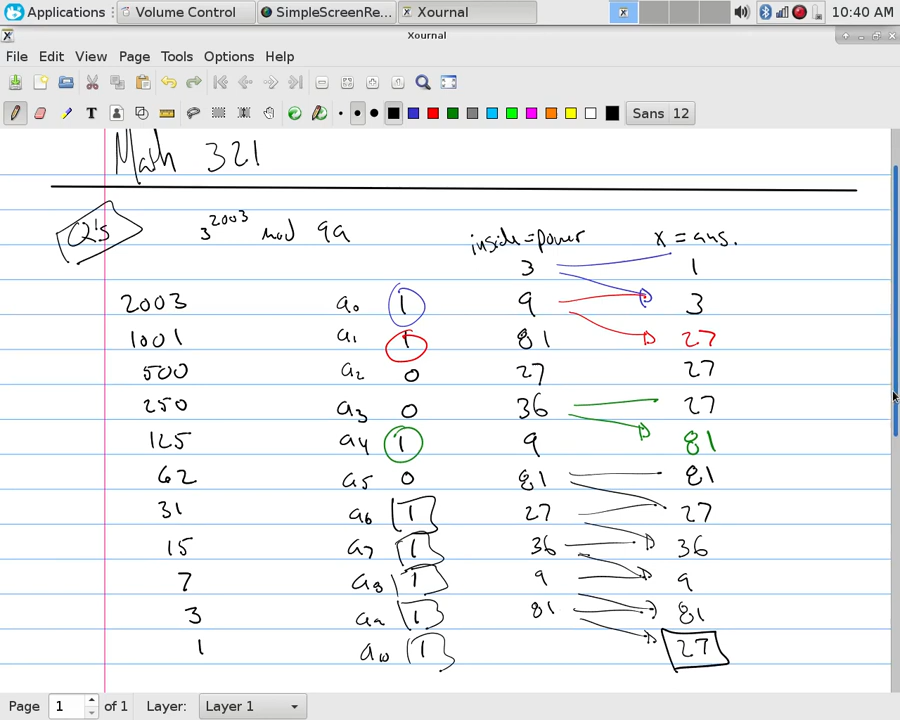 Applications Volume Control SimpleScreenRe... Xournal 10:40 AM
Xournal
File Edit View Page Tools Options Help
Sans 12
Math 321
Q's 3^2003 mod 99 inside=power x = ans.
3 1
2003 a0 1 9 3
1001 a1 1 81 27
500 a2 0 27 27
250 a3 0 36 27
125 a4 1 9 81
62 a5 0 81 81
31 a6 1 27 27
15 a7 1 36 36
7 a8 1 9 9
3 a9 1 81 81
1 a10 1 27
Page 1 of 1 Layer: Layer 1